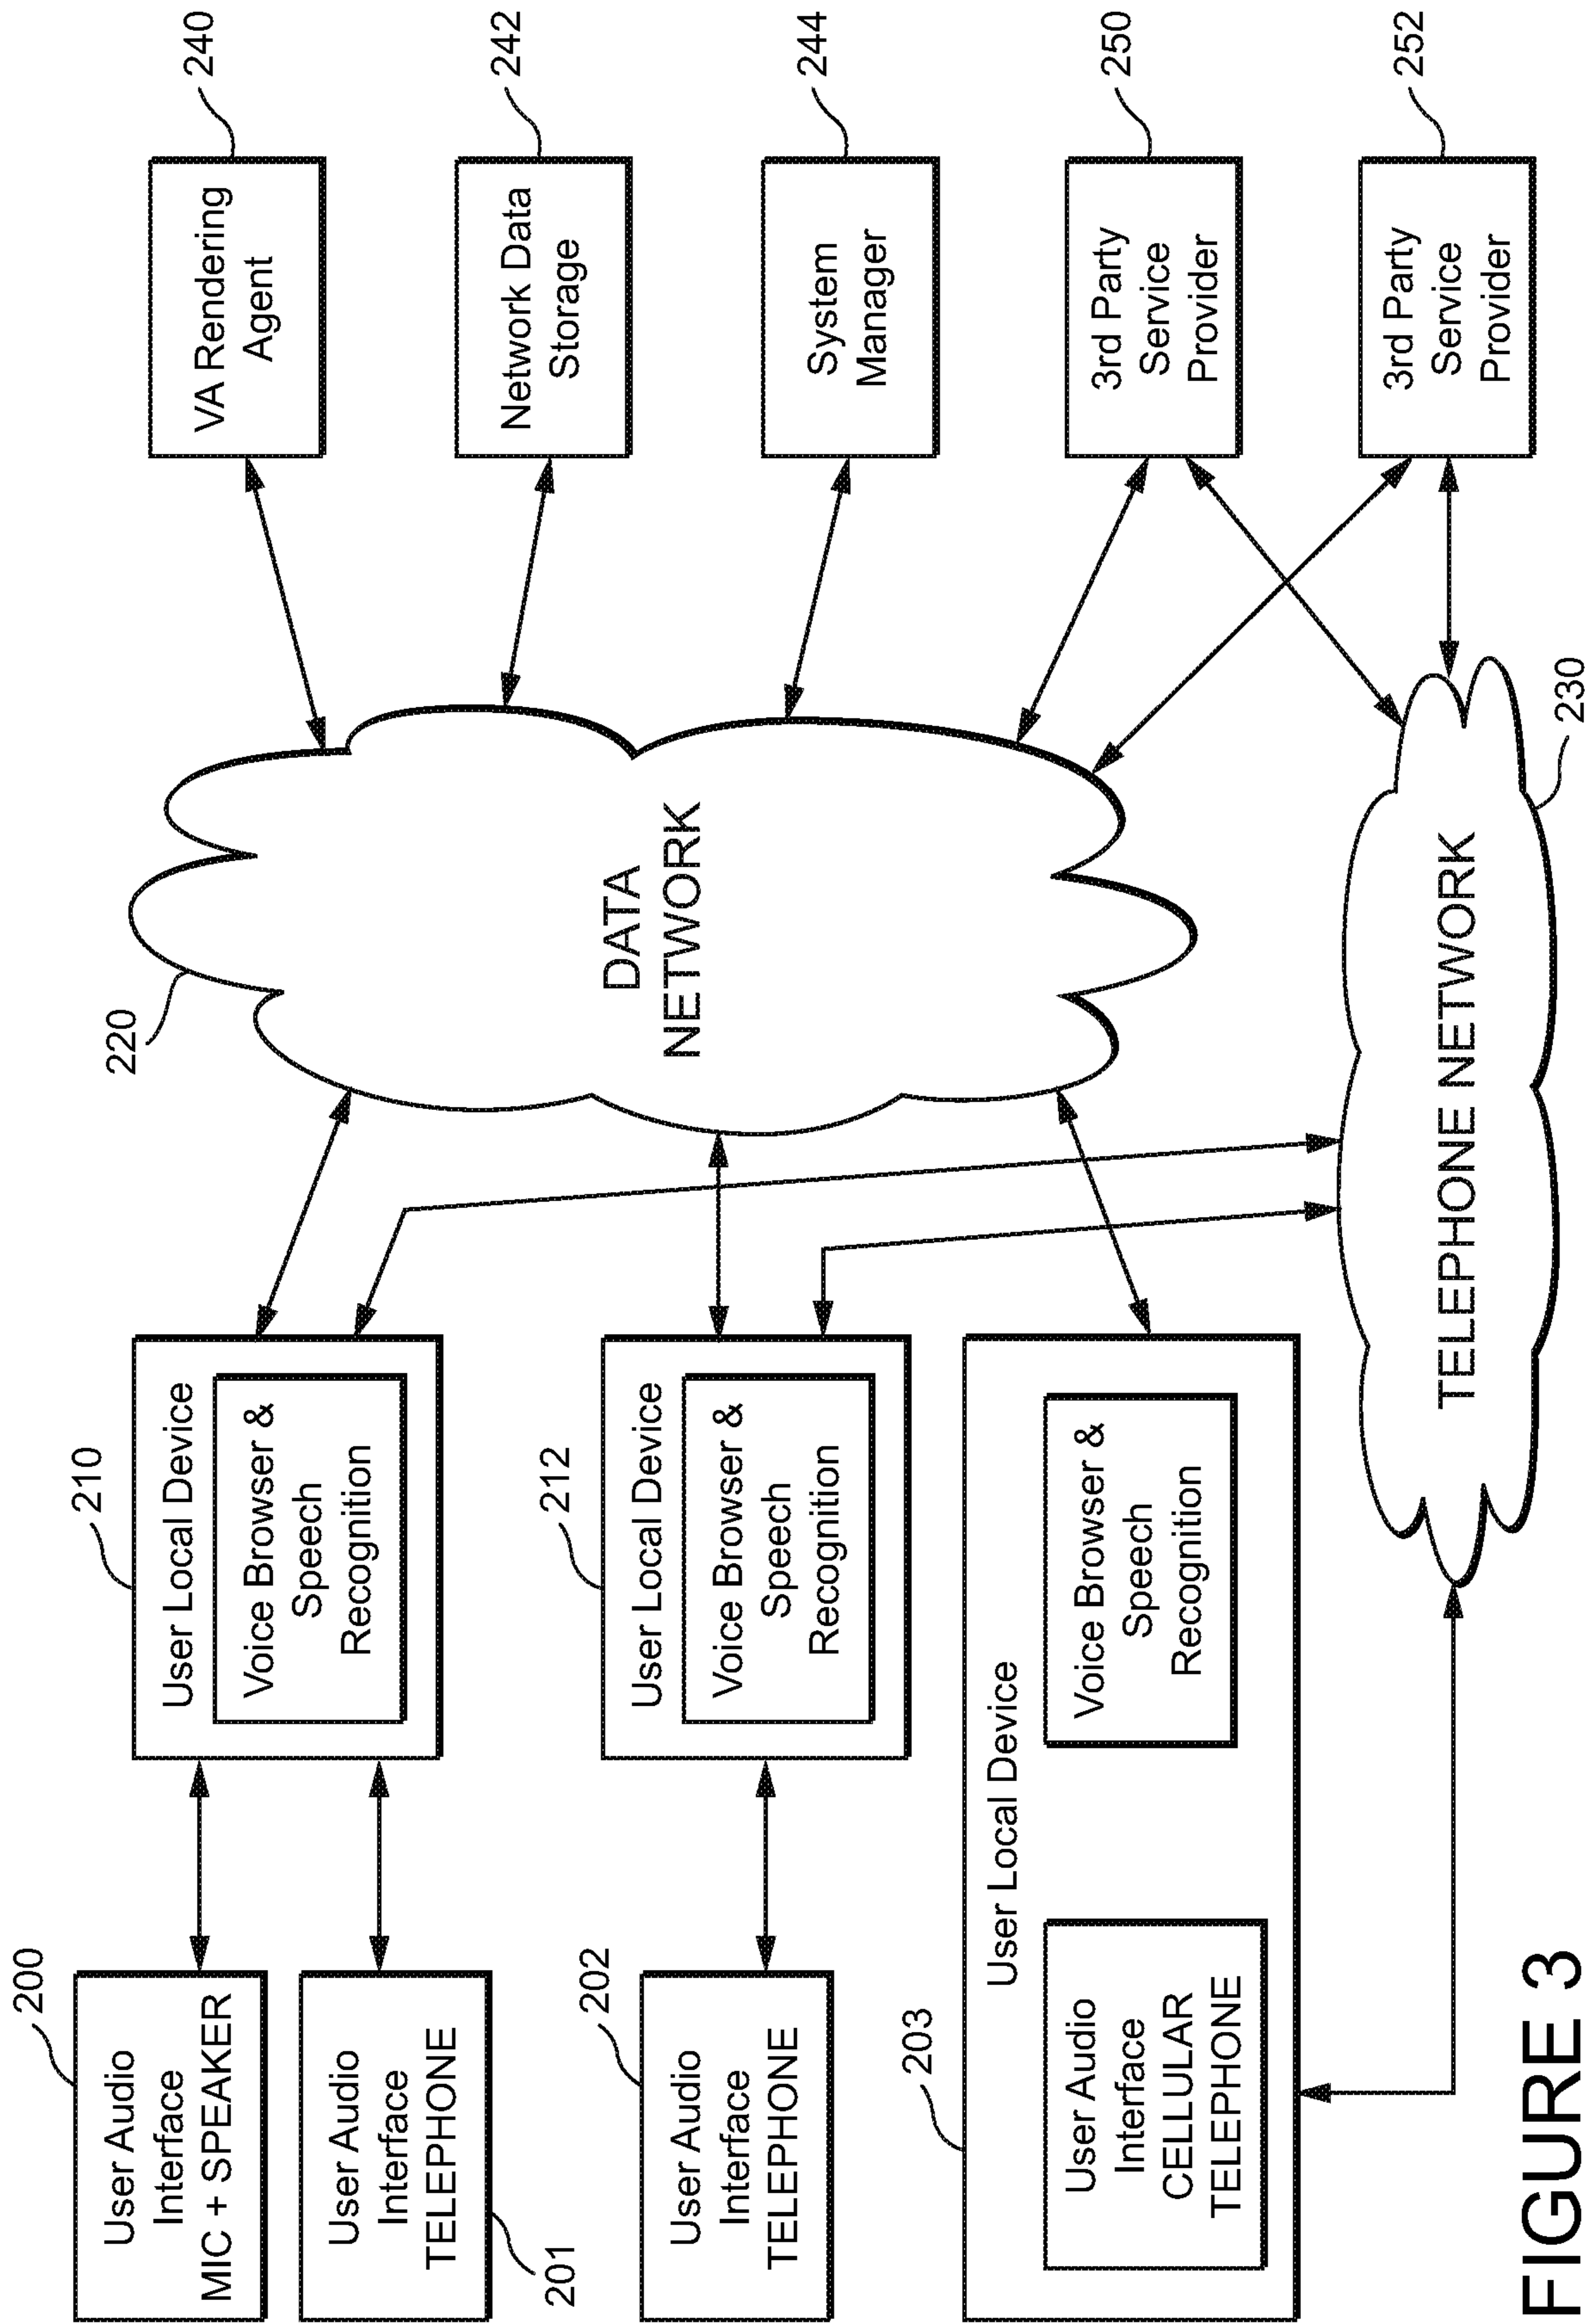 200
User Audio
Interface
MIC + SPEAKER
User Audio
Interface
TELEPHONE
201
202
User Audio
Interface
TELEPHONE
203
User Local Device
User Audio
Interface
CELLULAR
TELEPHONE
Voice Browser &
Speech
Recognition
210
User Local Device
Voice Browser &
Speech
Recognition
212
User Local Device
Voice Browser &
Speech
Recognition
220
DATA
NETWORK
TELEPHONE NETWORK
230
VA Rendering
Agent
240
Network Data
Storage
242
System
Manager
244
3rd Party
Service
Provider
250
3rd Party
Service
Provider
252
FIGURE 3